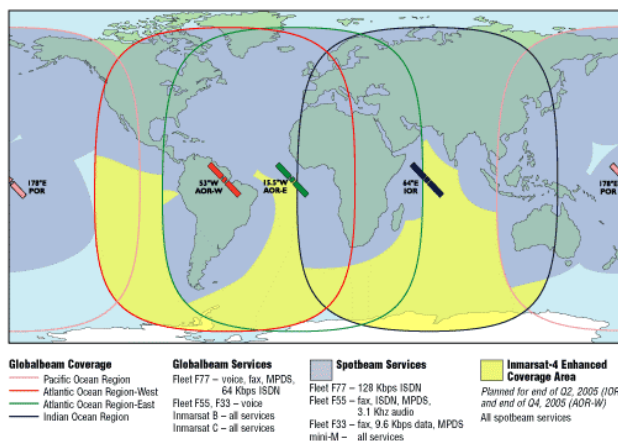 178°E
POR
53°W
AOR-W
15.5°W
AOR-E
64°E
IOR
178°E
POR
Globalbeam Coverage
Pacific Ocean Region
Atlantic Ocean Region-West
Atlantic Ocean Region-East
Indian Ocean Region
Globalbeam Services
Fleet F77 – voice, fax, MPDS,
64 Kbps ISDN
Fleet F55, F33 – voice
Inmarsat B – all services
Inmarsat C – all services
Spotbeam Services
Fleet F77 – 128 Kbps ISDN
Fleet F55 – fax, ISDN, MPDS,
3.1 Khz audio
Fleet F33 – fax, 9.6 Kbps data, MPDS
mini-M – all services
Inmarsat-4 Enhanced
Coverage Area
Planned for end of Q2, 2005 (IOR)
and end of Q4, 2005 (AOR-W)
All spotbeam services